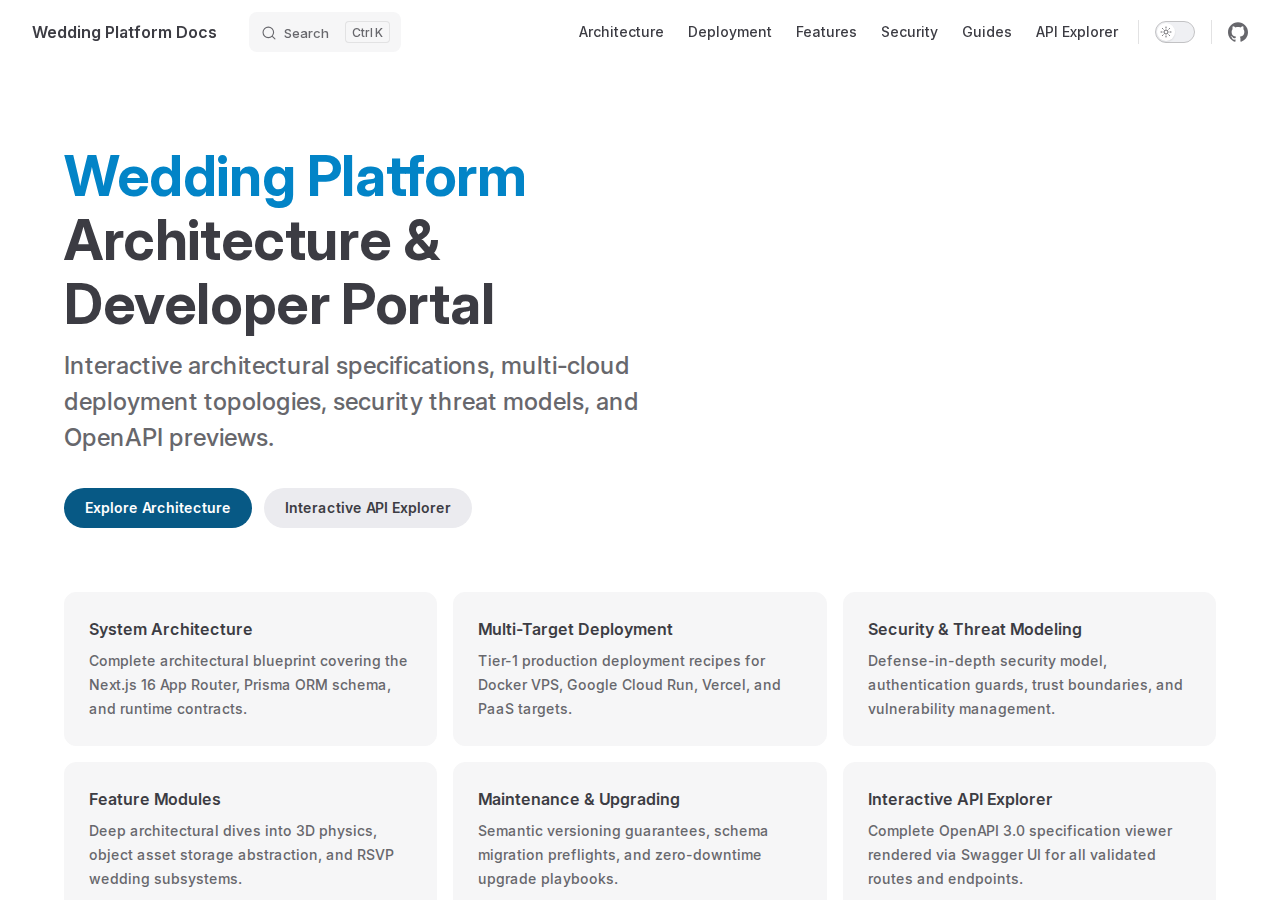 Wedding Platform Docs
Search
Ctrl K
Architecture
Deployment
Features
Security
Guides
API Explorer
Wedding Platform
Architecture &
Developer Portal
Interactive architectural specifications, multi-cloud
deployment topologies, security threat models, and
OpenAPI previews.
Explore Architecture
Interactive API Explorer
System Architecture
Complete architectural blueprint covering the
Next.js 16 App Router, Prisma ORM schema,
and runtime contracts.
Multi-Target Deployment
Tier-1 production deployment recipes for
Docker VPS, Google Cloud Run, Vercel, and
PaaS targets.
Security & Threat Modeling
Defense-in-depth security model,
authentication guards, trust boundaries, and
vulnerability management.
Feature Modules
Deep architectural dives into 3D physics,
object asset storage abstraction, and RSVP
wedding subsystems.
Maintenance & Upgrading
Semantic versioning guarantees, schema
migration preflights, and zero-downtime
upgrade playbooks.
Interactive API Explorer
Complete OpenAPI 3.0 specification viewer
rendered via Swagger UI for all validated
routes and endpoints.